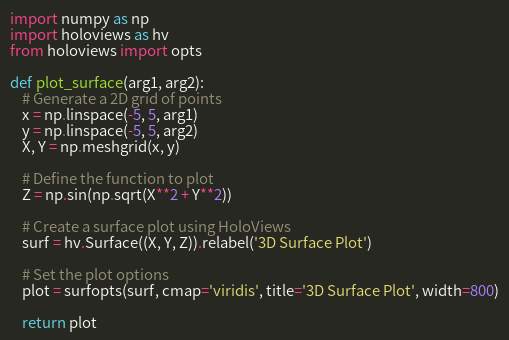 import numpy as np
import holoviews as hv
from holoviews import opts

def plot_surface(arg1, arg2):
    # Generate a 2D grid of points
    x = np.linspace(-5, 5, arg1)
    y = np.linspace(-5, 5, arg2)
    X, Y = np.meshgrid(x, y)

    # Define the function to plot
    Z = np.sin(np.sqrt(X**2 + Y**2))

    # Create a surface plot using HoloViews
    surf = hv.Surface((X, Y, Z)).relabel('3D Surface Plot')

    # Set the plot options
    plot = surfopts(surf, cmap='viridis', title='3D Surface Plot', width=800)

    return plot